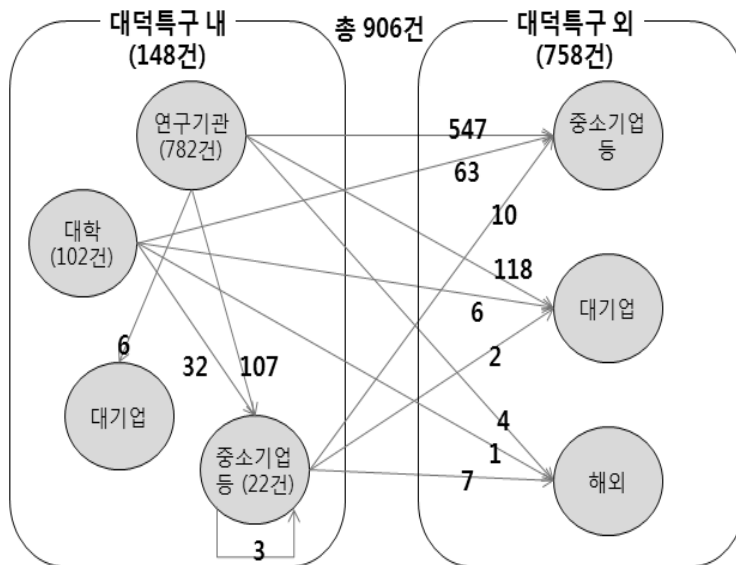 대덕특구 내
(148건)
총 906건
대덕특구 외
(758건)
연구기관
(782건)
547
중소기업
등
63
대학
(102건)
10
118
대기업
6
6
2
32
107
대기업
4
1
중소기업
등 (22건)
7
해외
3